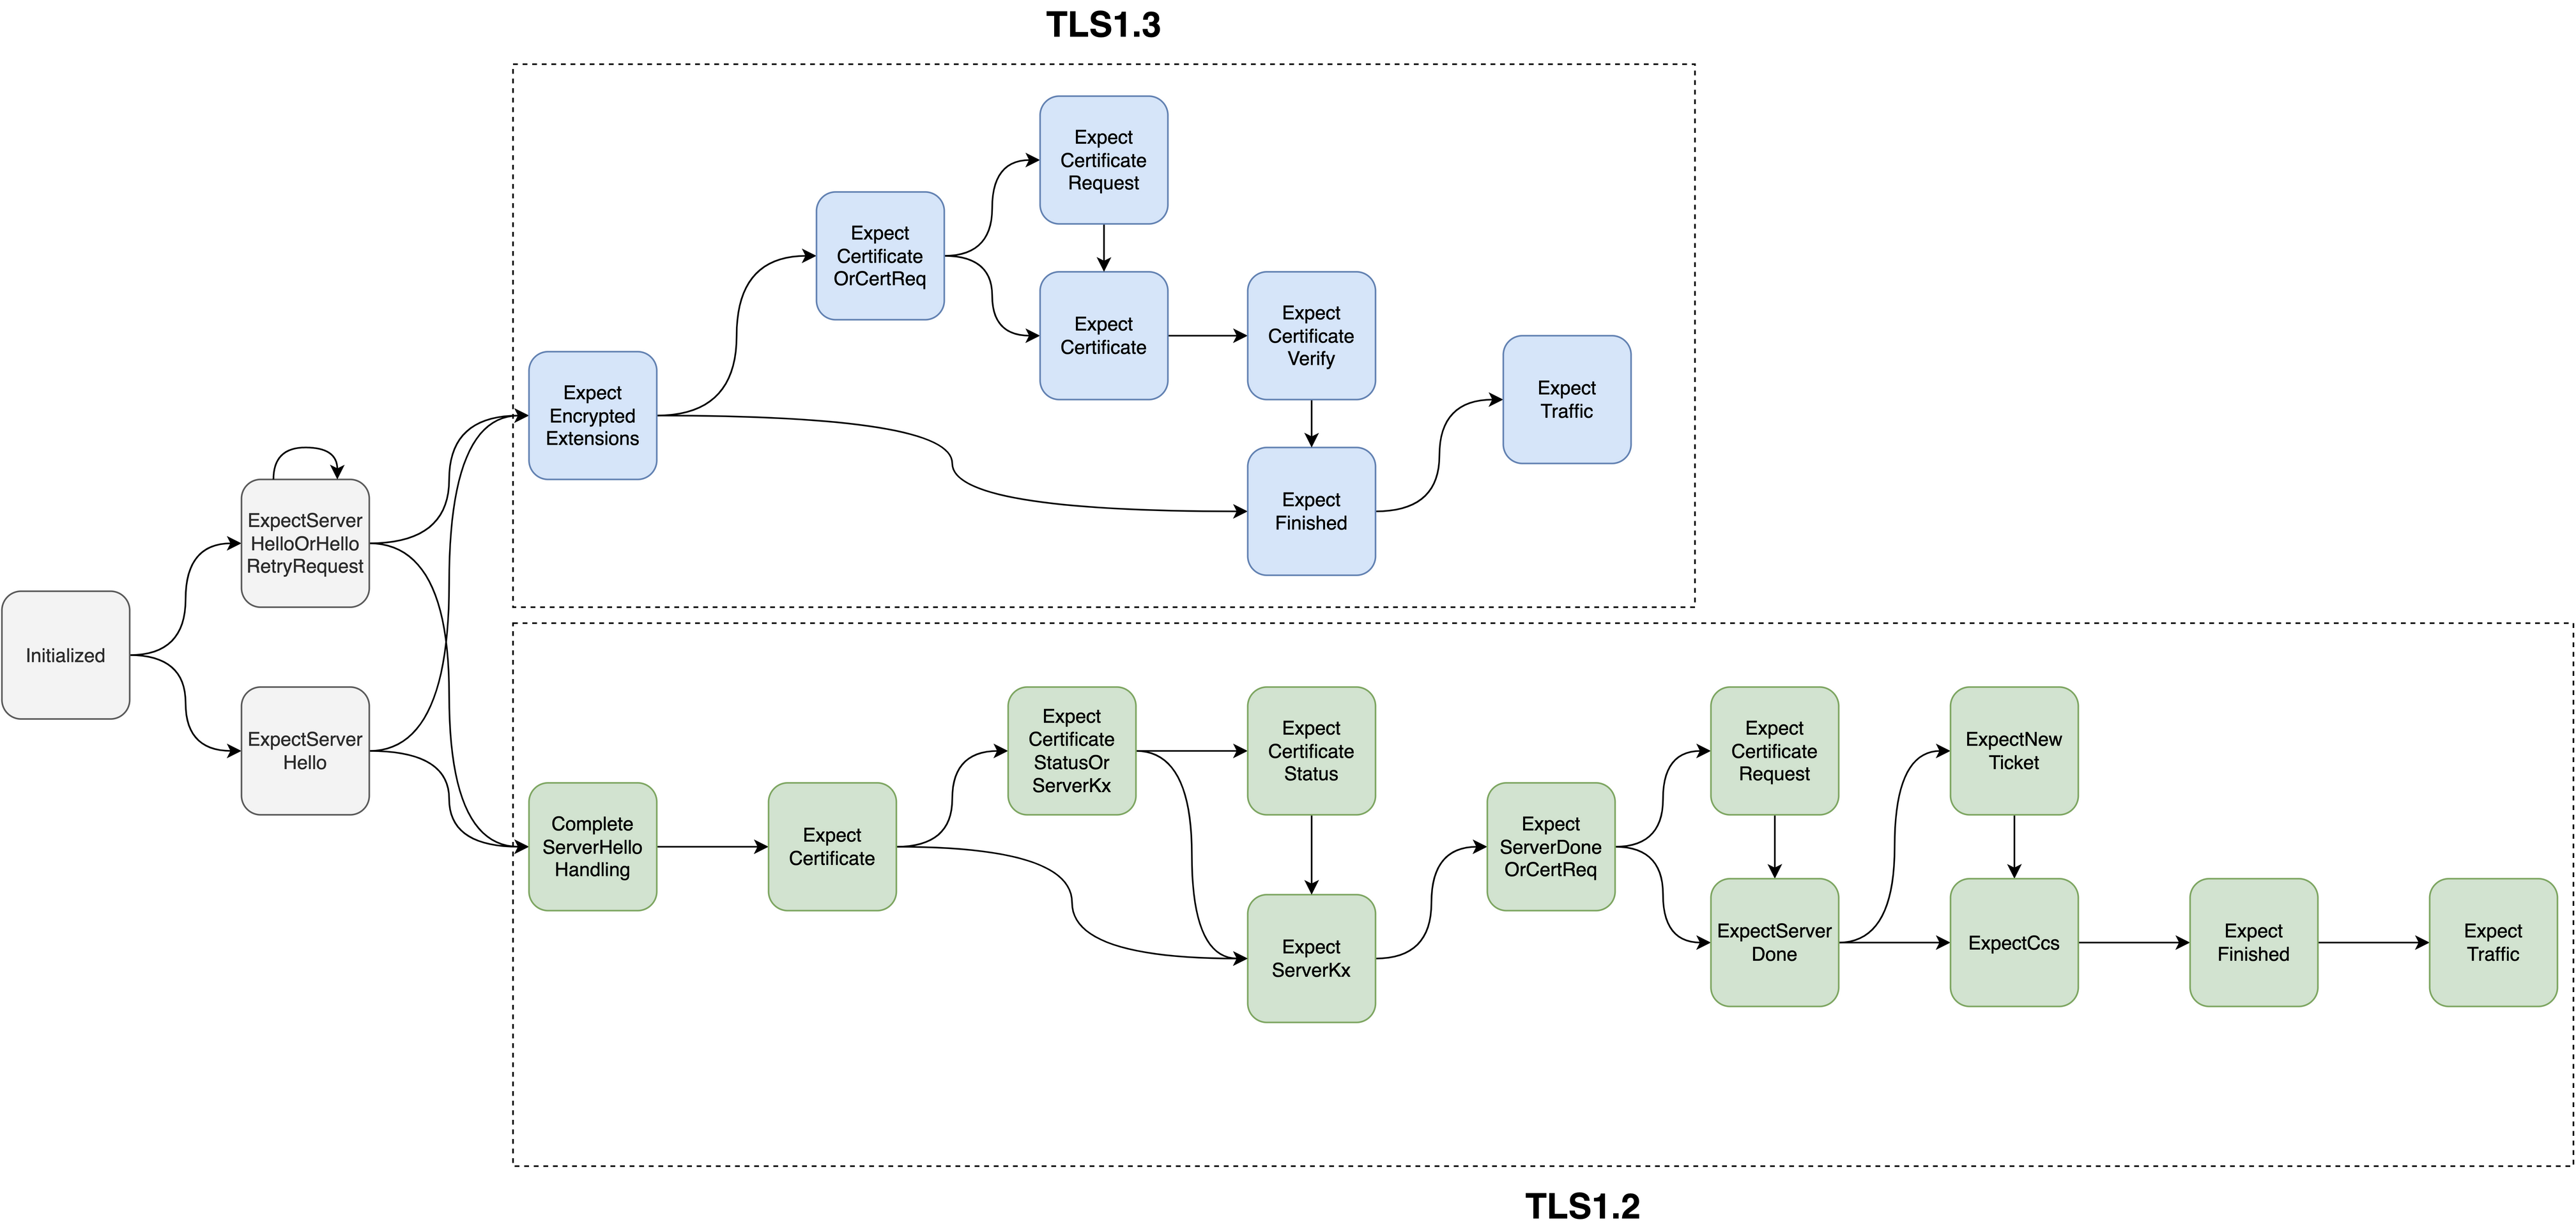 TLS1.3
Expect
Certificate
Request
Expect
Certificate
OrCertReq
Expect
Certificate
Expect
Certificate
Verify
Expect
Traffic
Expect
Encrypted
Extensions
Expect
Finished
ExpectServer
HelloOrHello
RetryRequest
Initialized
ExpectServer
Hello
Complete
ServerHello
Handling
Expect
Certificate
Expect
Certificate
StatusOr
ServerKx
Expect
Certificate
Status
Expect
ServerKx
Expect
ServerDone
OrCertReq
Expect
Certificate
Request
ExpectServer
Done
ExpectNew
Ticket
ExpectCcs
Expect
Finished
Expect
Traffic
TLS1.2